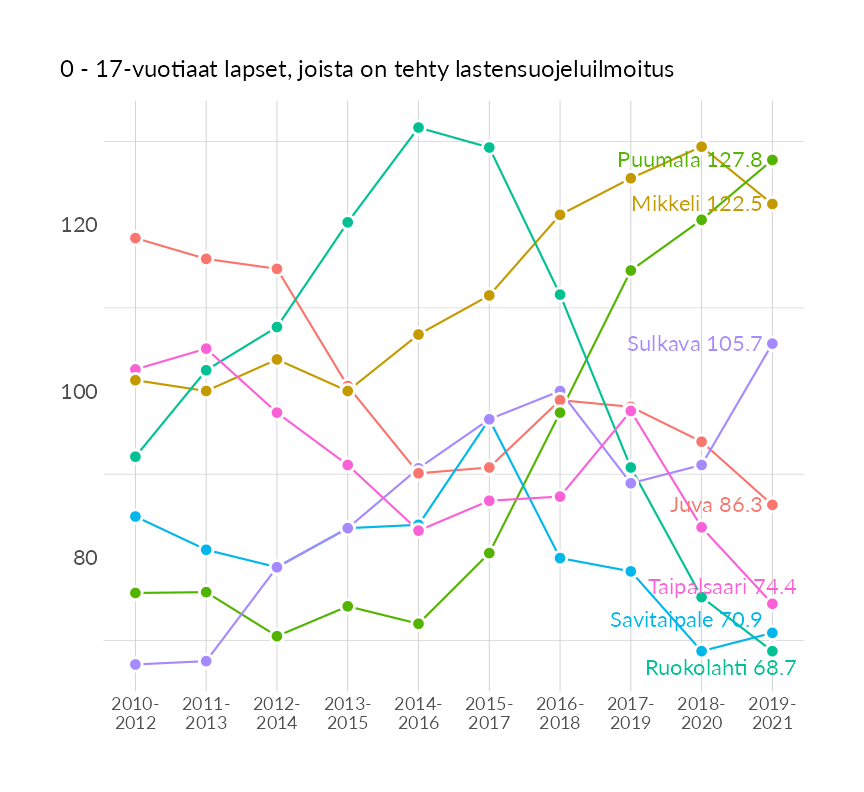 0 - 17-vuotiaat lapset, joista on tehty lastensuojeluilmoitus
Puumala 127.8
Mikkeli 122.5
120
Sulkava 105.7
100
Juva 86.3
80
Taipalsaari 74.4
Savitaipale 70.9
Ruokolahti 68.7
2010- 2011- 2012- 2013- 2014- 2015- 2016- 2017- 2018- 2019-
2012 2013 2014 2015 2016 2017 2018 2019 2020 2021